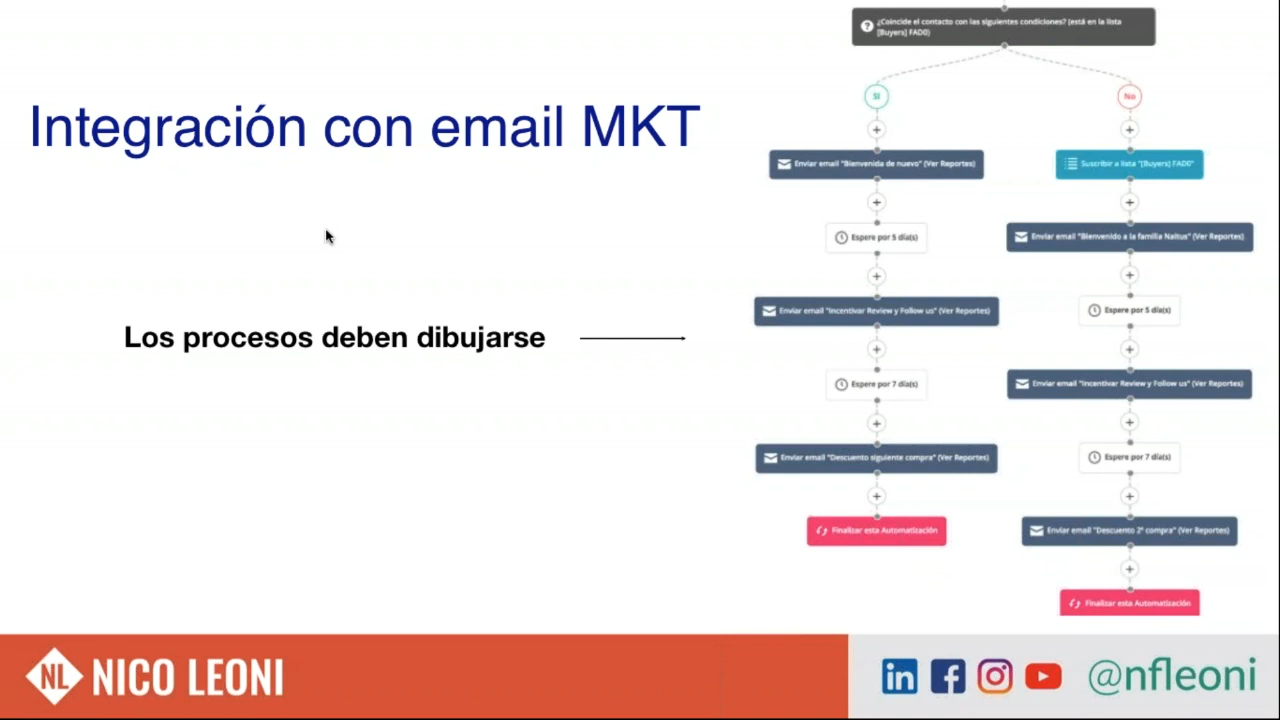 ¿Coincide el contacto con las siguientes condiciones? (está en la lista
[Buyers] FAD0)
Integración con email MKT
Los procesos deben dibujarse
Sí
Enviar email "Bienvenida de nuevo" (Ver Reportes)
Espere por 5 día(s)
Enviar email "Incentivar Review y Follow us" (Ver Reportes)
Espere por 7 día(s)
Enviar email "Descuento siguiente compra" (Ver Reportes)
Finalizar esta Automatización
No
Suscribir a lista "[Buyers] FAD0"
Enviar email "Bienvenido a la familia Naitus" (Ver Reportes)
Espere por 5 día(s)
Enviar email "Incentivar Review y Follow us" (Ver Reportes)
Espere por 7 día(s)
Enviar email "Descuento 2ª compra" (Ver Reportes)
Finalizar esta Automatización
NL NICO LEONI
@nfleoni